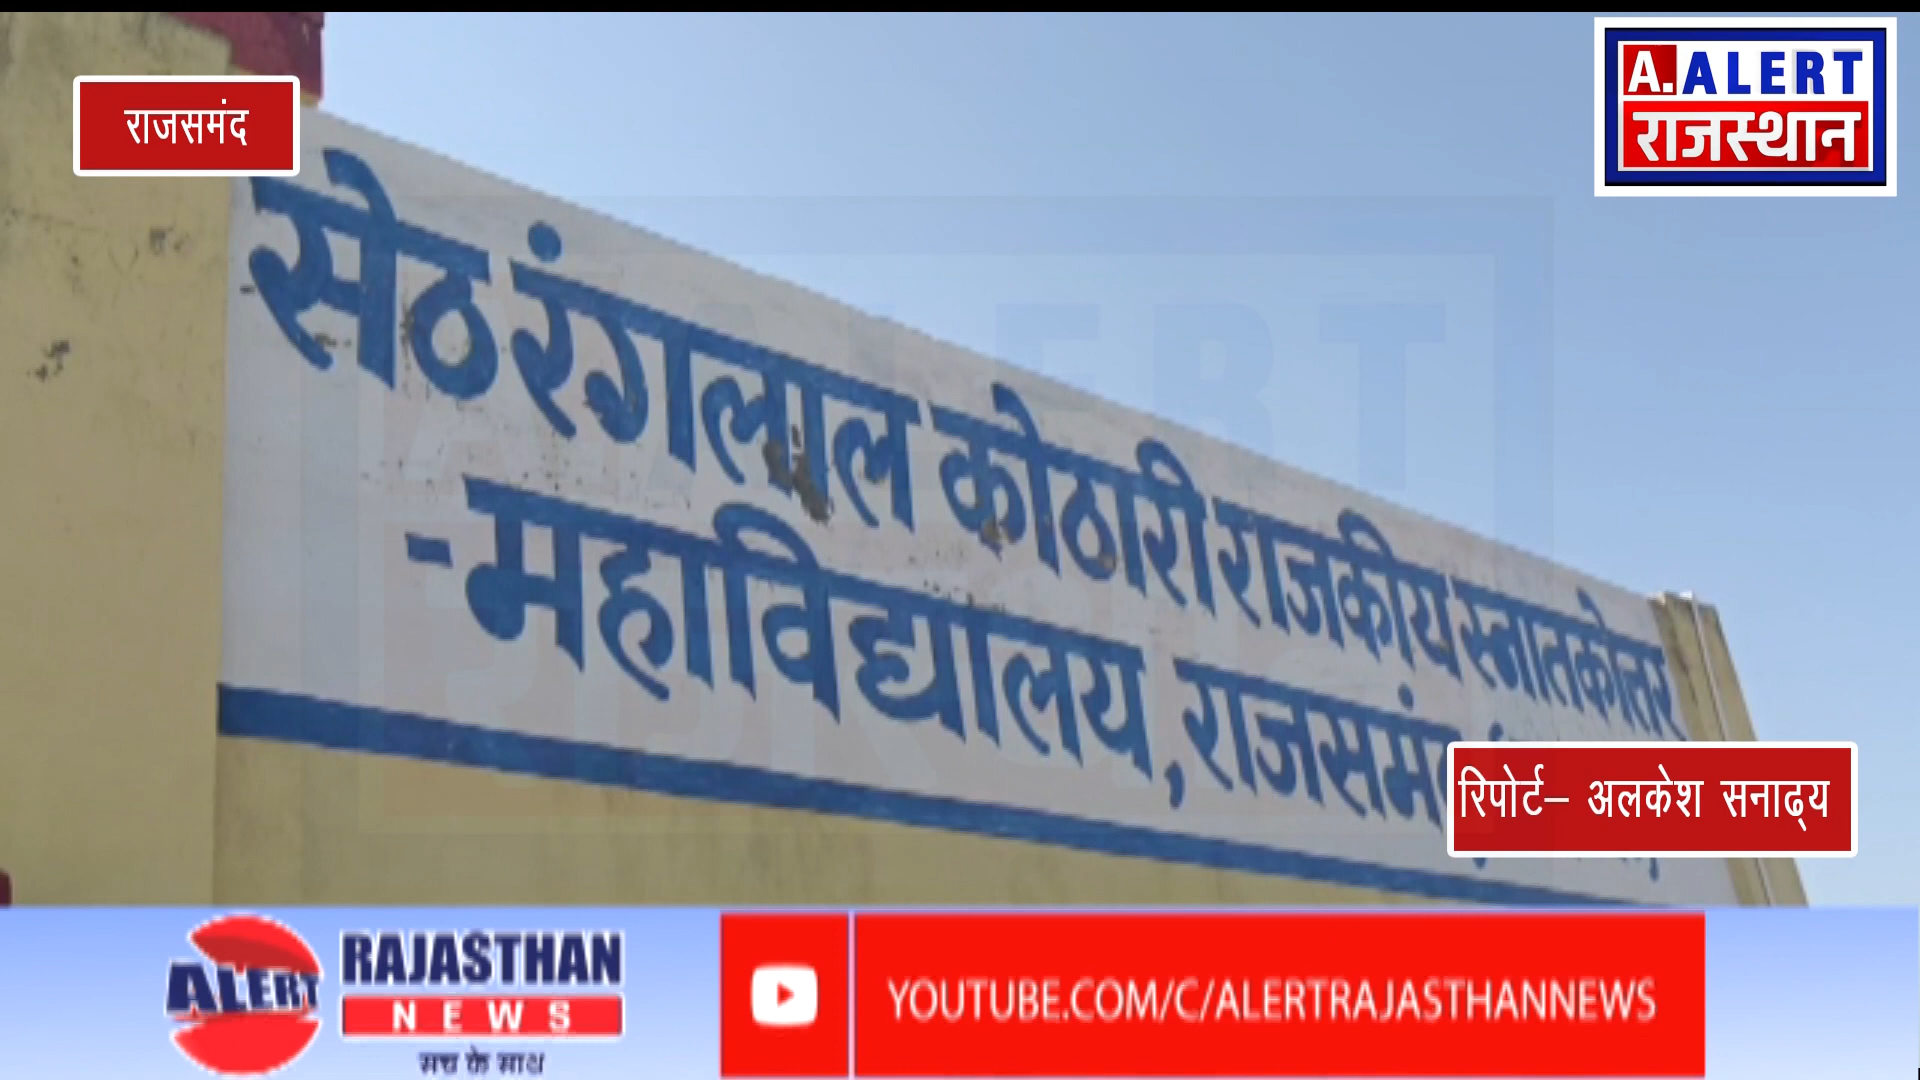 राजसमंद
A.ALERT
राजस्थान
सेठ रंगलाल कोठारी राजकीय स्नातकोत्तर
-महाविद्यालय, राजसमंद
रिपोर्ट– अलकेश सनाढ्य
ALERT
RAJASTHAN
NEWS
सच के साथ
YOUTUBE.COM/C/ALERTRAJASTHANNEWS